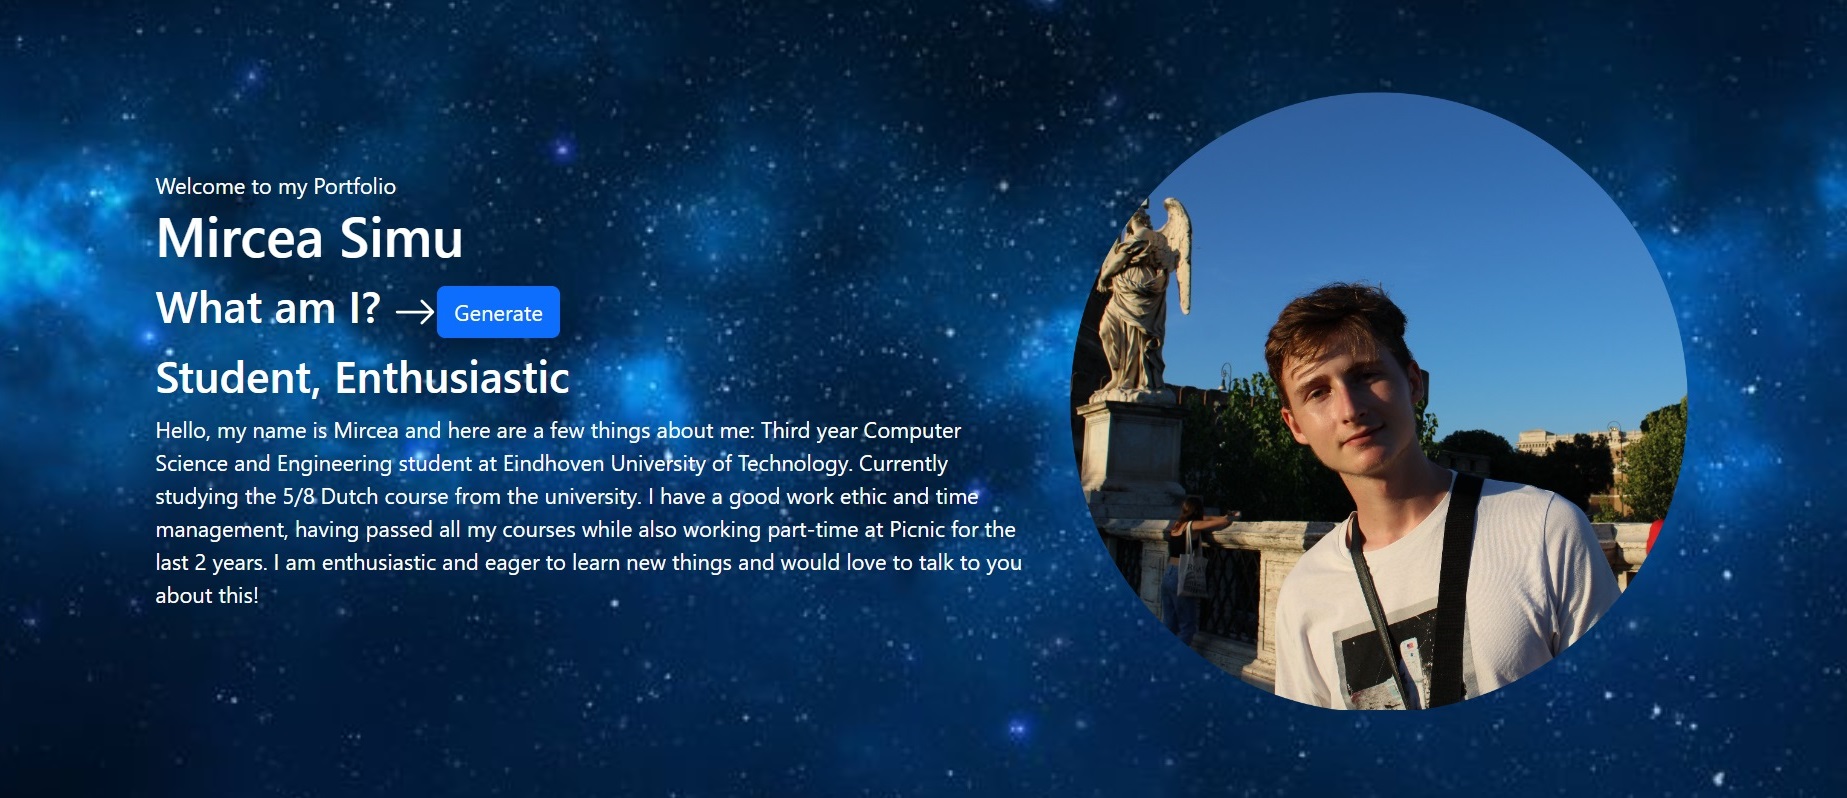 Welcome to my Portfolio
Mircea Simu
What am I? → Generate
Student, Enthusiastic
Hello, my name is Mircea and here are a few things about me: Third year Computer
Science and Engineering student at Eindhoven University of Technology. Currently
studying the 5/8 Dutch course from the university. I have a good work ethic and time
management, having passed all my courses while also working part-time at Picnic for the
last 2 years. I am enthusiastic and eager to learn new things and would love to talk to you
about this!